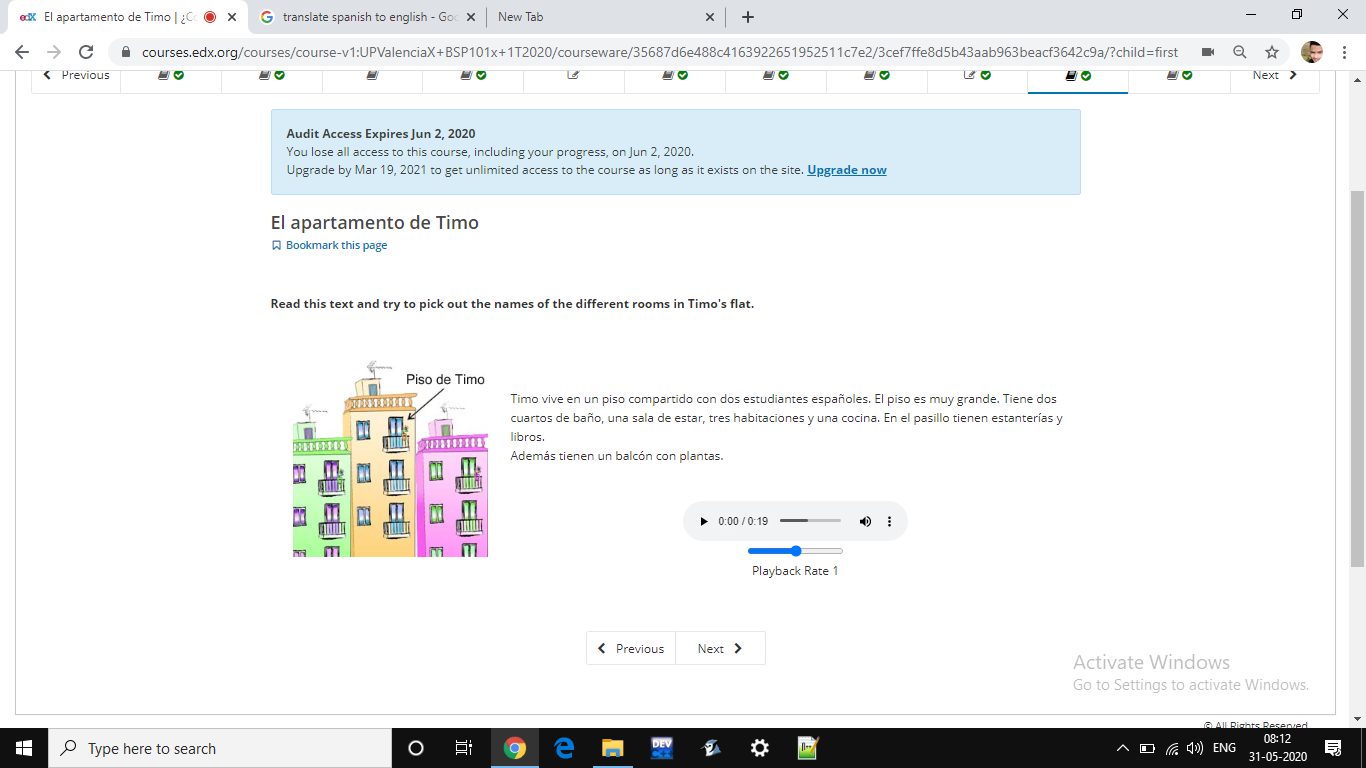 El apartamento de Timo | ¿Co
translate spanish to english - Goo
New Tab
courses.edx.org/courses/course-v1:UPValenciaX+BSP101x+1T2020/courseware/35687d6e488c4163922651952511c7e2/3cef7ffe8d5b43aab963beacf3642c9a/?child=first
Previous
Next
Audit Access Expires Jun 2, 2020
You lose all access to this course, including your progress, on Jun 2, 2020.
Upgrade by Mar 19, 2021 to get unlimited access to the course as long as it exists on the site. Upgrade now
El apartamento de Timo
Bookmark this page
Read this text and try to pick out the names of the different rooms in Timo's flat.
Piso de Timo
Timo vive en un piso compartido con dos estudiantes españoles. El piso es muy grande. Tiene dos
cuartos de baño, una sala de estar, tres habitaciones y una cocina. En el pasillo tienen estanterías y
libros.
Además tienen un balcón con plantas.
0:00 / 0:19
Playback Rate 1
Previous
Next
Activate Windows
Go to Settings to activate Windows.
© All Rights Reserved
Type here to search
DEV
ENG
08:12
31-05-2020